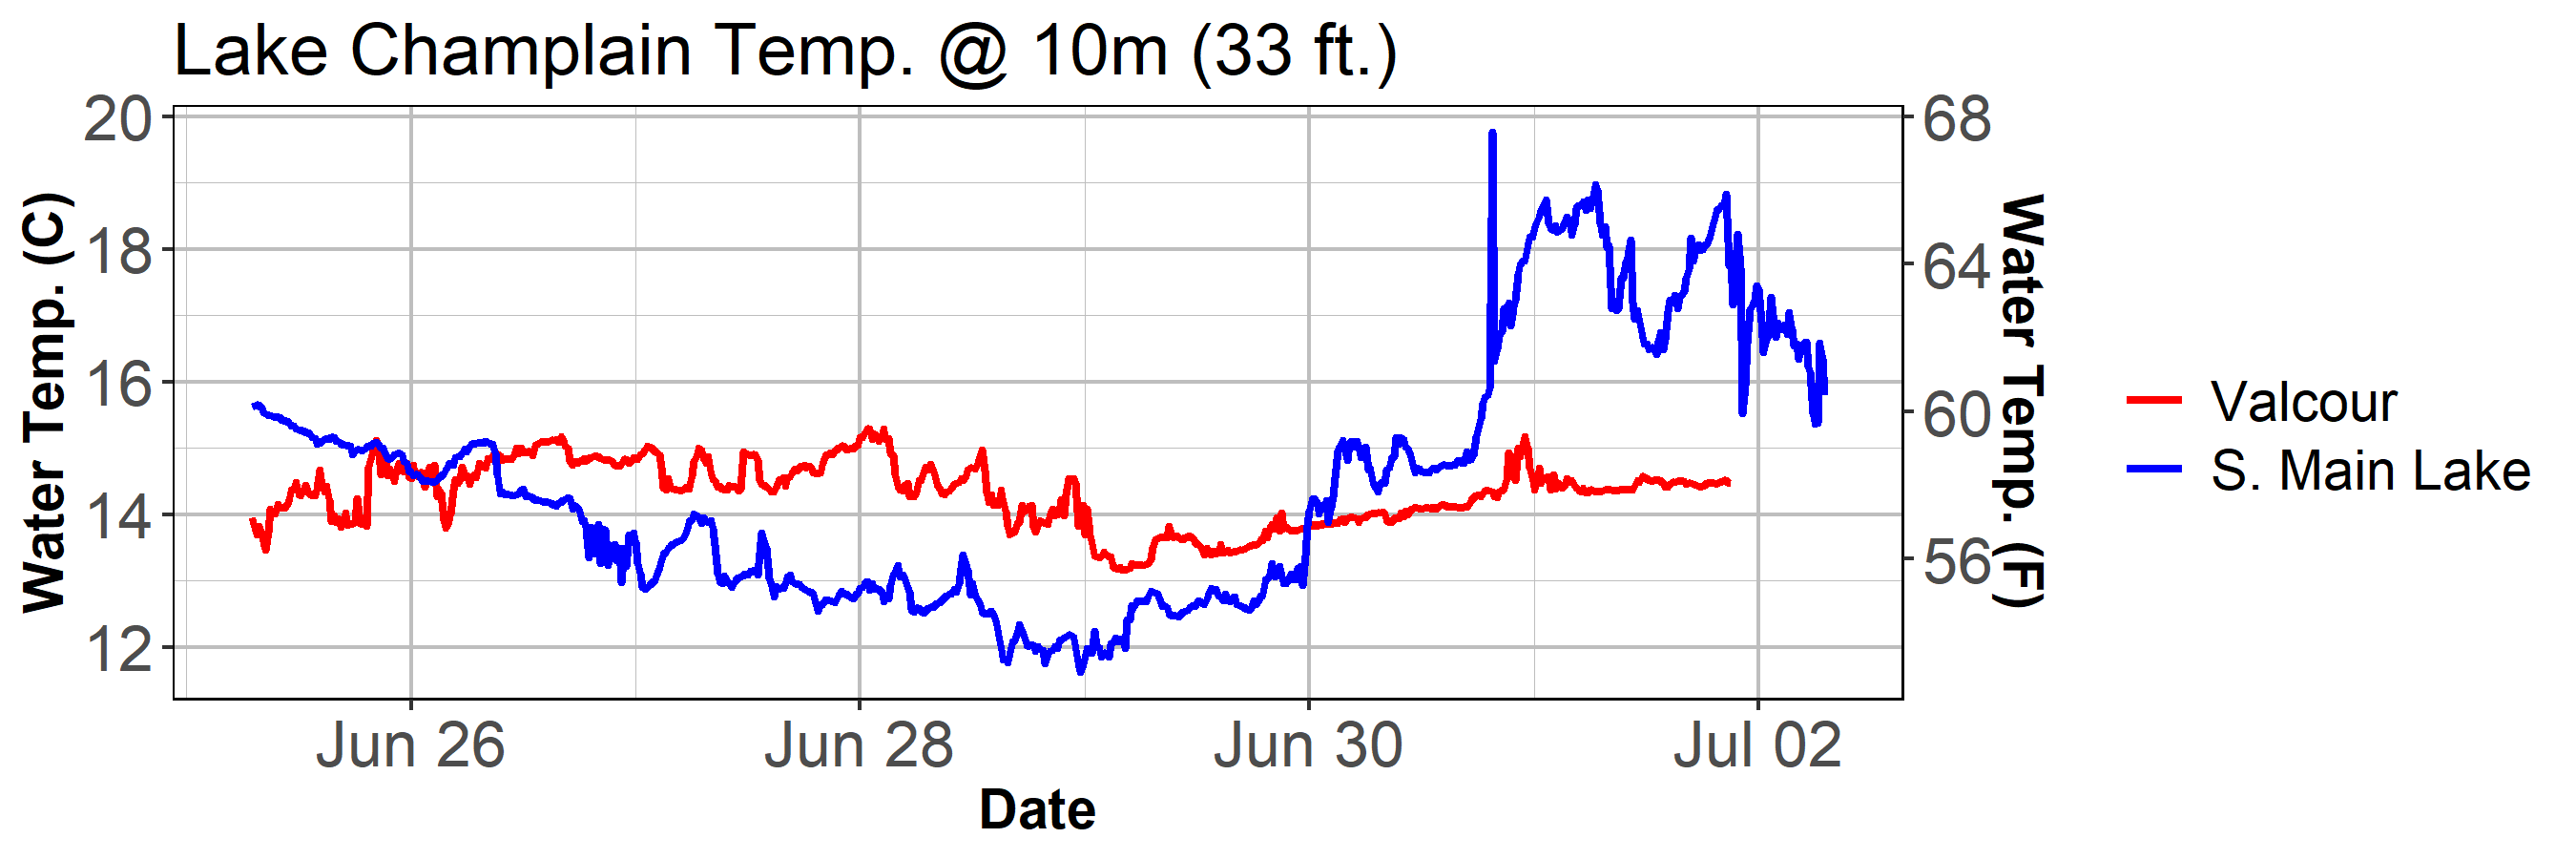 Lake Champlain Temp. @ 10m (33 ft.)
Water Temp. (C)
20
18
16
14
12
68
64
60
56
Water Temp. (F)
Jun 26
Jun 28
Jun 30
Jul 02
Date
Valcour
S. Main Lake